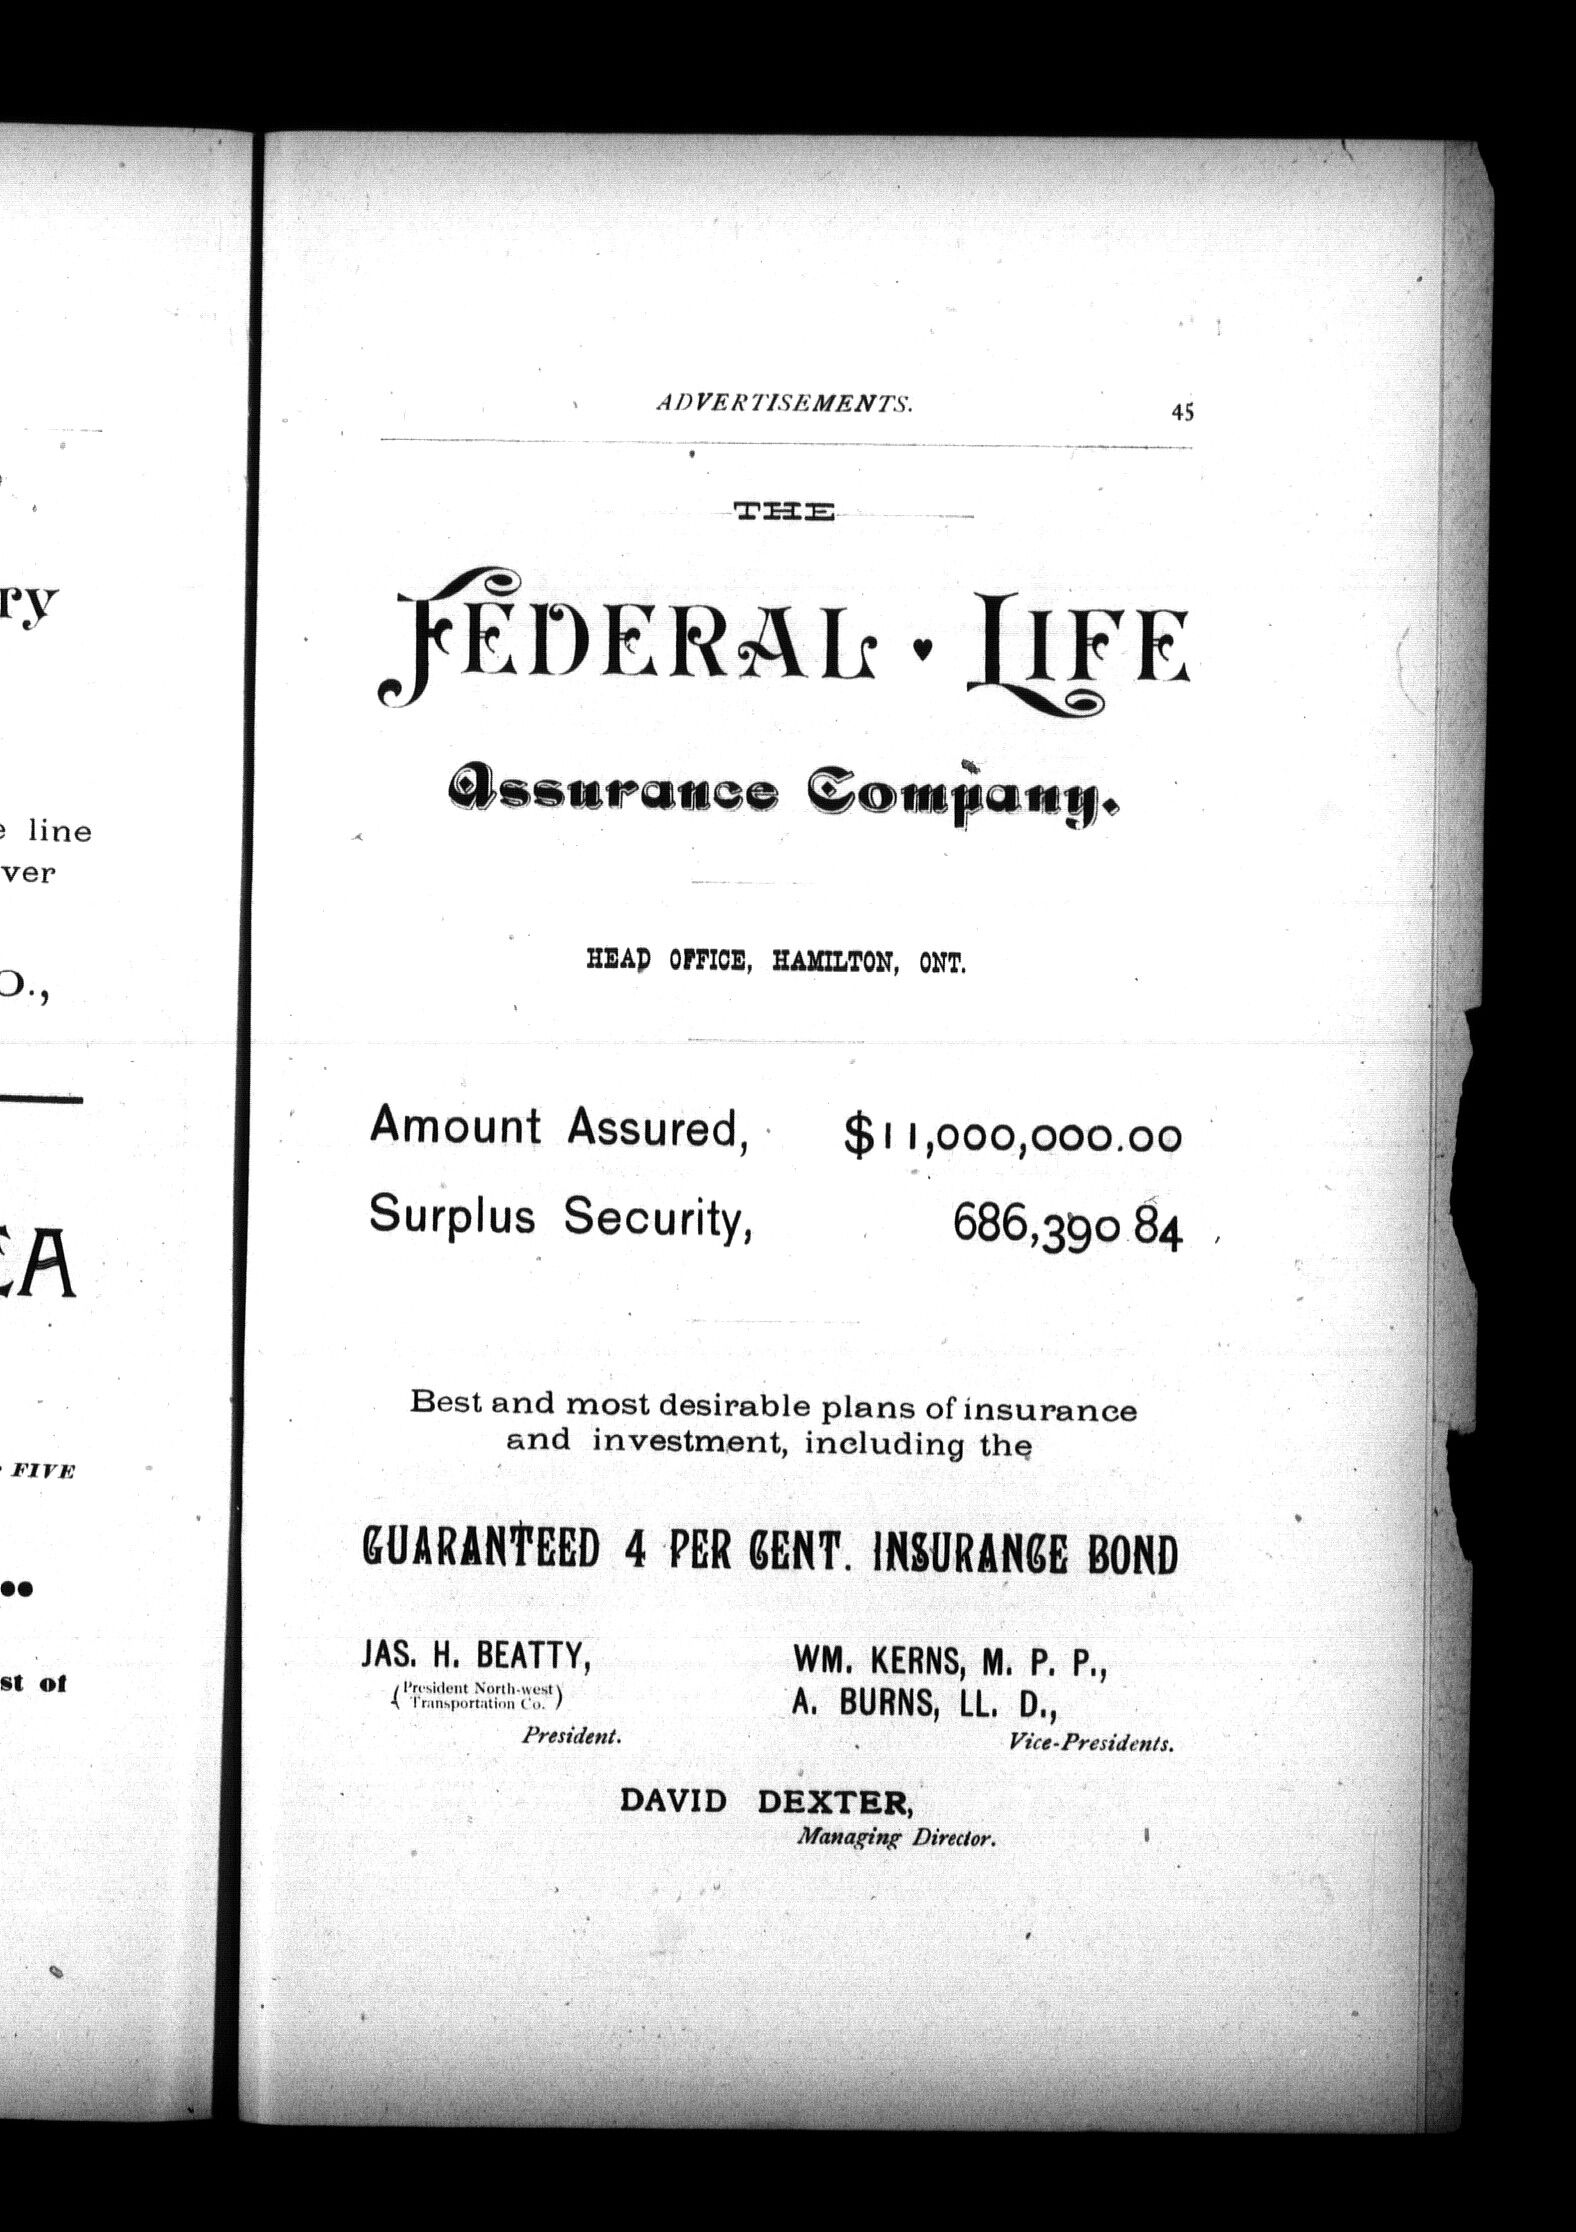 ADVERTISEMENTS. 45
THE
FEDERAL ♥ LIFE
Assurance Company.
HEAD OFFICE, HAMILTON, ONT.
Amount Assured, $11,000,000.00
Surplus Security, 686,390 84
Best and most desirable plans of insurance
and investment, including the
GUARANTEED 4 PER CENT. INSURANCE BOND
JAS. H. BEATTY,
(President North-west
Transportation Co.)
President.
WM. KERNS, M. P. P.,
A. BURNS, LL. D.,
Vice-Presidents.
DAVID DEXTER,
Managing Director.
ry
line
ver
O.,
EA
FIVE
st of